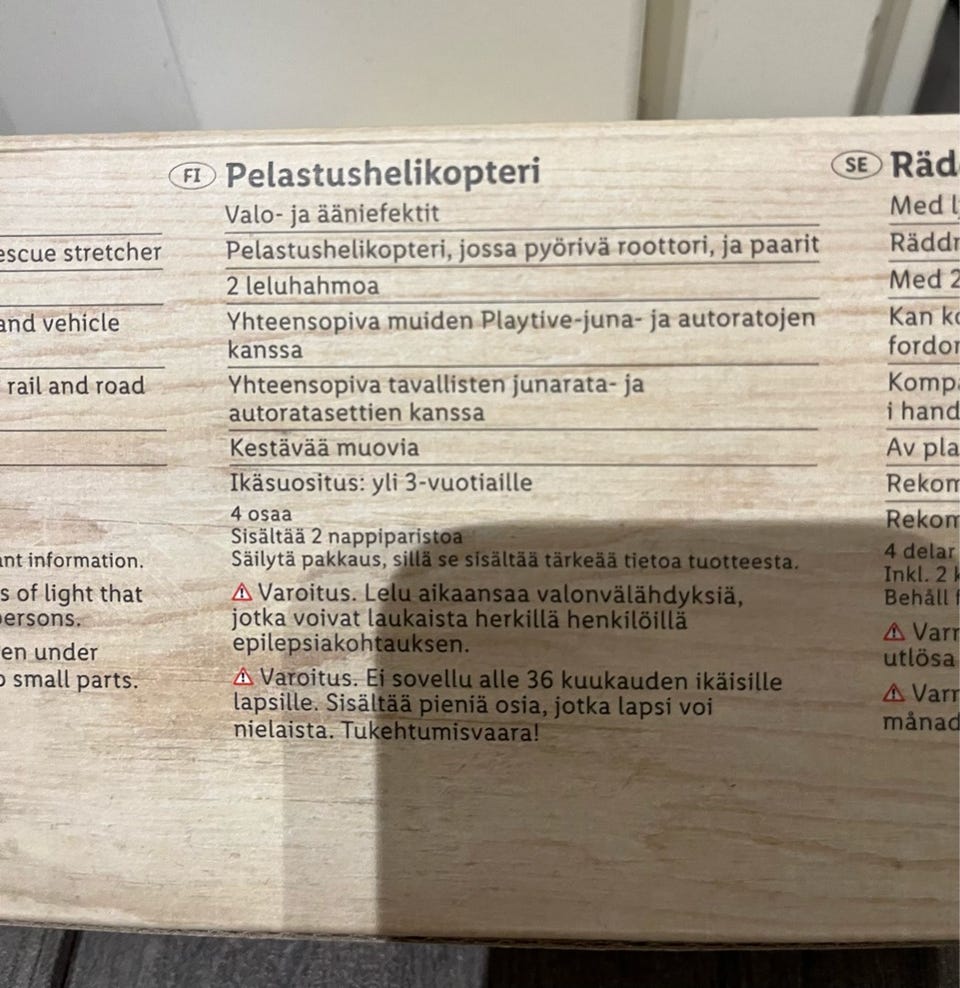 escue stretcher
and vehicle
rail and road
ant information.
s of light that
ersons.
en under
small parts.
FI Pelastushelikopteri
Valo- ja ääniefektit
Pelastushelikopteri, jossa pyörivä roottori, ja paarit
2 leluhahmoa
Yhteensopiva muiden Playtive-juna- ja autoratojen
kanssa
Yhteensopiva tavallisten junarata- ja
autoratasettien kanssa
Kestävää muovia
Ikäsuositus: yli 3-vuotiaille
4 osaa
Sisältää 2 nappiparistoa
Säilytä pakkaus, sillä se sisältää tärkeää tietoa tuotteesta.
Varoitus. Lelu aikaansaa valonvälähdyksiä,
jotka voivat laukaista herkillä henkilöillä
epilepsiakohtauksen.
Varoitus. Ei sovellu alle 36 kuukauden ikäisille
lapsille. Sisältää pieniä osia, jotka lapsi voi
nielaista. Tukehtumisvaara!
SE Räd
Med l
Räddr
Med 2
Kan ko
fordor
Kompa
i hand
Av pla
Rekom
Rekom
4 delar
Inkl. 2 k
Behåll f
Varn
utlösa
Varn
månad